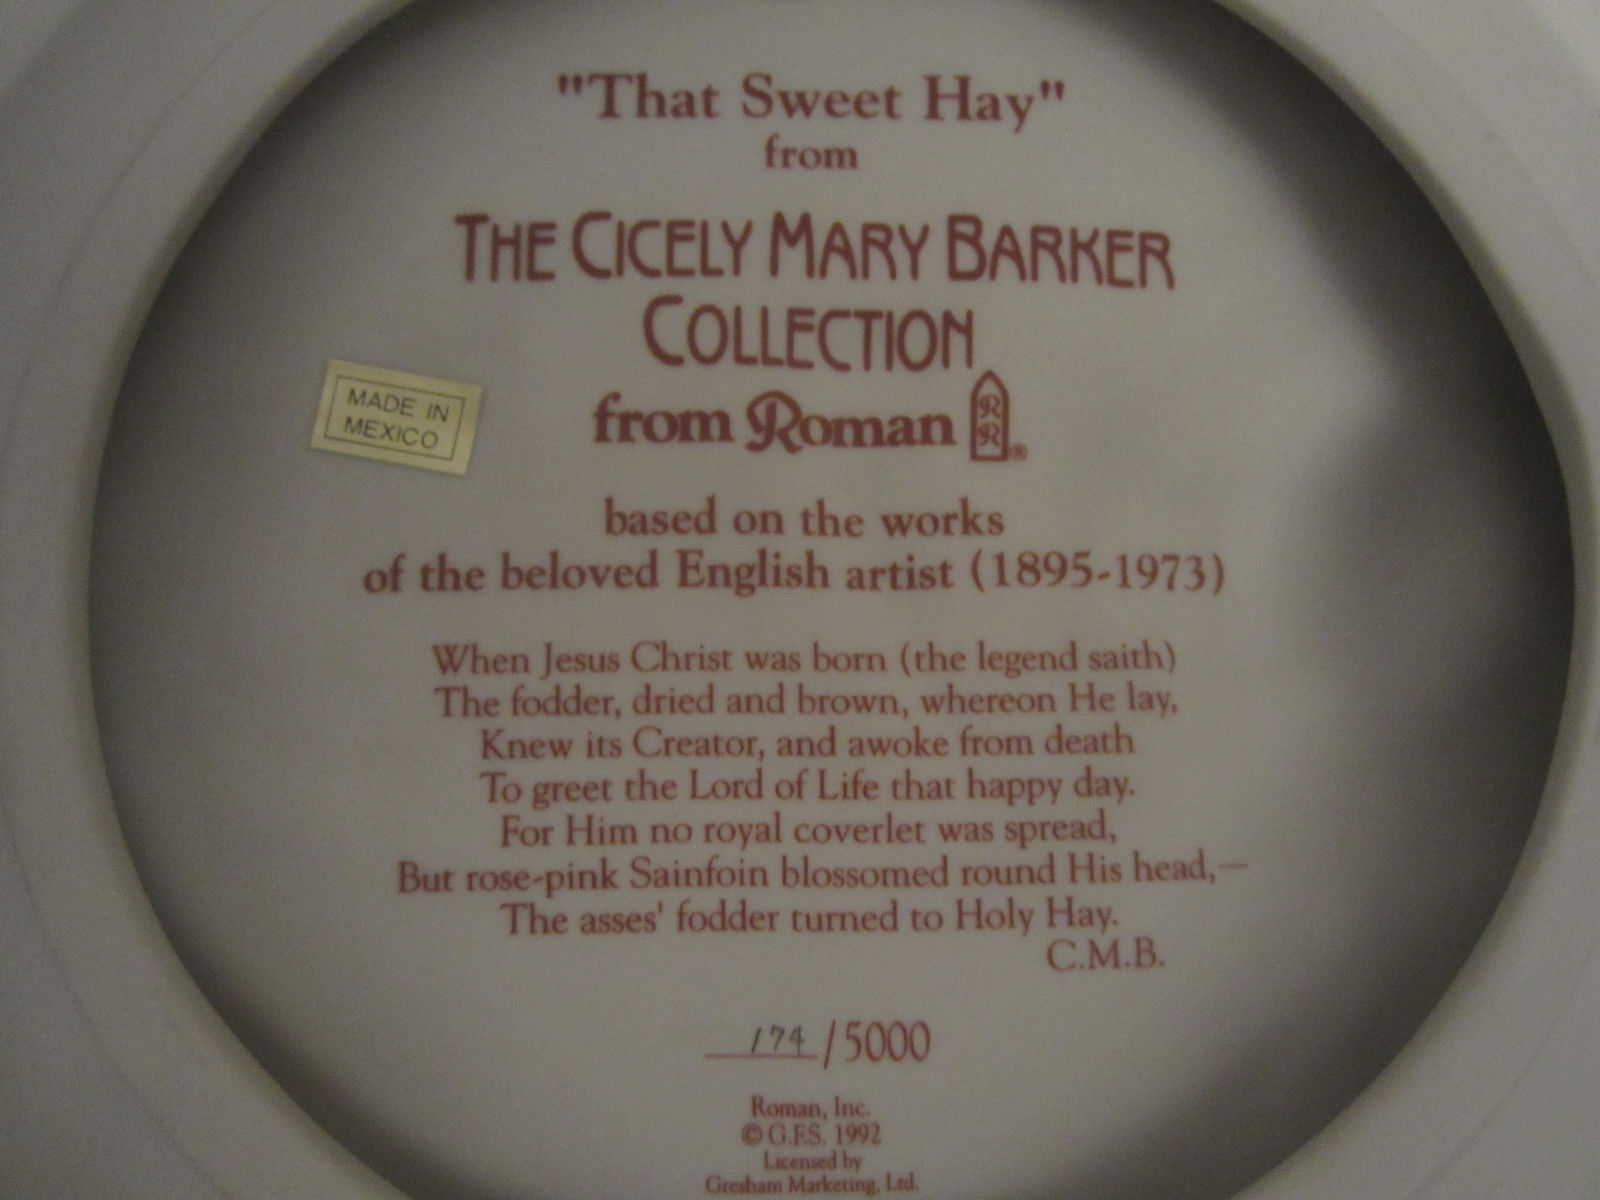 "That Sweet Hay"
from
THE CICELY MARY BARKER
COLLECTION
from Roman RR®
MADE IN
MEXICO
based on the works
of the beloved English artist (1895-1973)
When Jesus Christ was born (the legend saith)
The fodder, dried and brown, whereon He lay,
Knew its Creator, and awoke from death
To greet the Lord of Life that happy day.
For Him no royal coverlet was spread,
But rose-pink Sainfoin blossomed round His head,—
The asses' fodder turned to Holy Hay.
C.M.B.
174/5000
Roman, Inc.
© G.F.S. 1992
Licensed by
Gresham Marketing, Ltd.